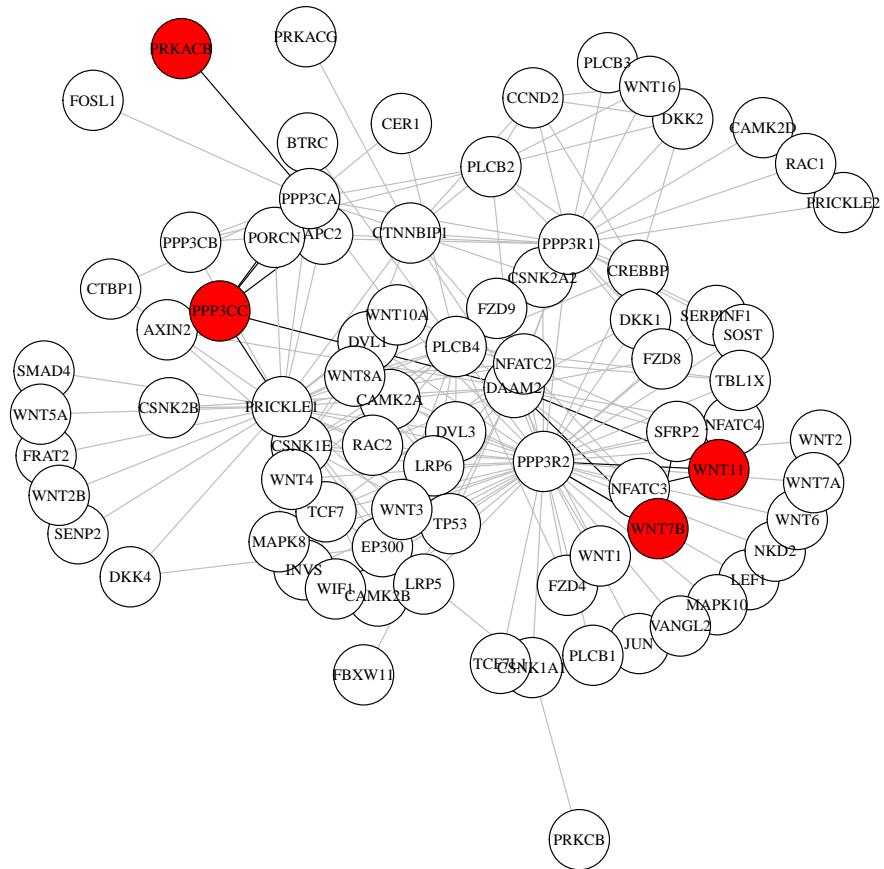 PRKACB
PRKACG
PLCB3
WNT16
FOSL1
CCND2
CER1
DKK2
CAMK2D
BTRC
RAC1
PLCB2
PPP3CA
PRICKLE2
PPP3CB
PORCN
APC2
CTNNBIP1
PPP3R1
CSNK2A2
CREBBP
CTBP1
PPP3CC
FZD9
WNT10A
AXIN2
DKK1
SERPINF1
SOST
DVL1
PLCB4
NFATC2
FZD8
SMAD4
WNT8A
TBL1X
DAAM2
WNT5A
CSNK2B
PRICKLE1
CAMK2A
NFATC4
DVL3
SFRP2
WNT2
FRAT2
CSNK1E
RAC2
LRP6
PPP3R2
WNT11
WNT4
NFATC3
WNT7A
WNT2B
TCF7
WNT3
TP53
WNT7B
WNT6
SENP2
MAPK8
EP300
WNT1
NKD2
DKK4
INVS
WIF1
CAMK2B
LRP5
FZD4
LEF1
MAPK10
VANGL2
JUN
PLCB1
FBXW11
TCF7L1
CSNK1A1
PRKCB